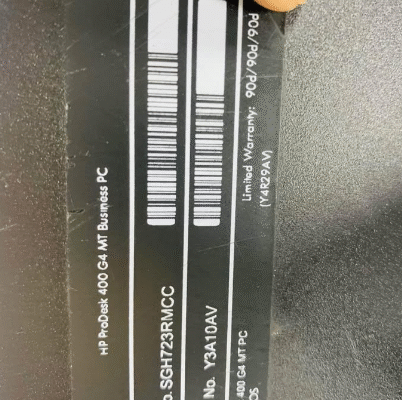 HP ProDesk 400 G4 MT Business PC
o. SGH723RMCC
No. Y3A10AV
400 G4 MT PC Limited Warranty: 90d/90d/90d
OS (Y4R29AV)